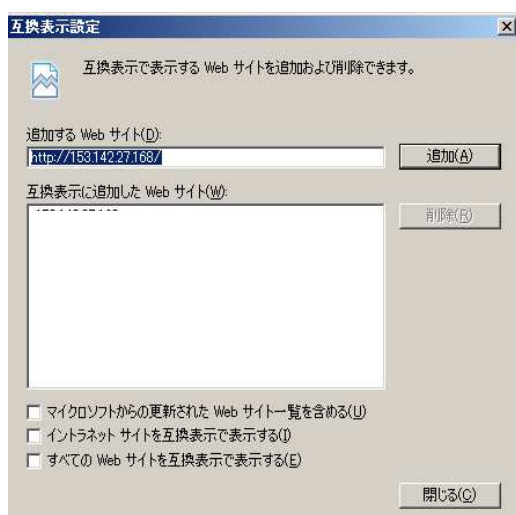 互換表示設定
互換表示で表示する Web サイトを追加および削除できます。
追加する Web サイト(D):
http://153.142.27.168/
追加(A)
互換表示に追加した Web サイト(W):
削除(R)
マイクロソフトからの更新された Web サイト一覧を含める(U)
イントラネット サイトを互換表示で表示する(I)
すべての Web サイトを互換表示で表示する(E)
閉じる(C)